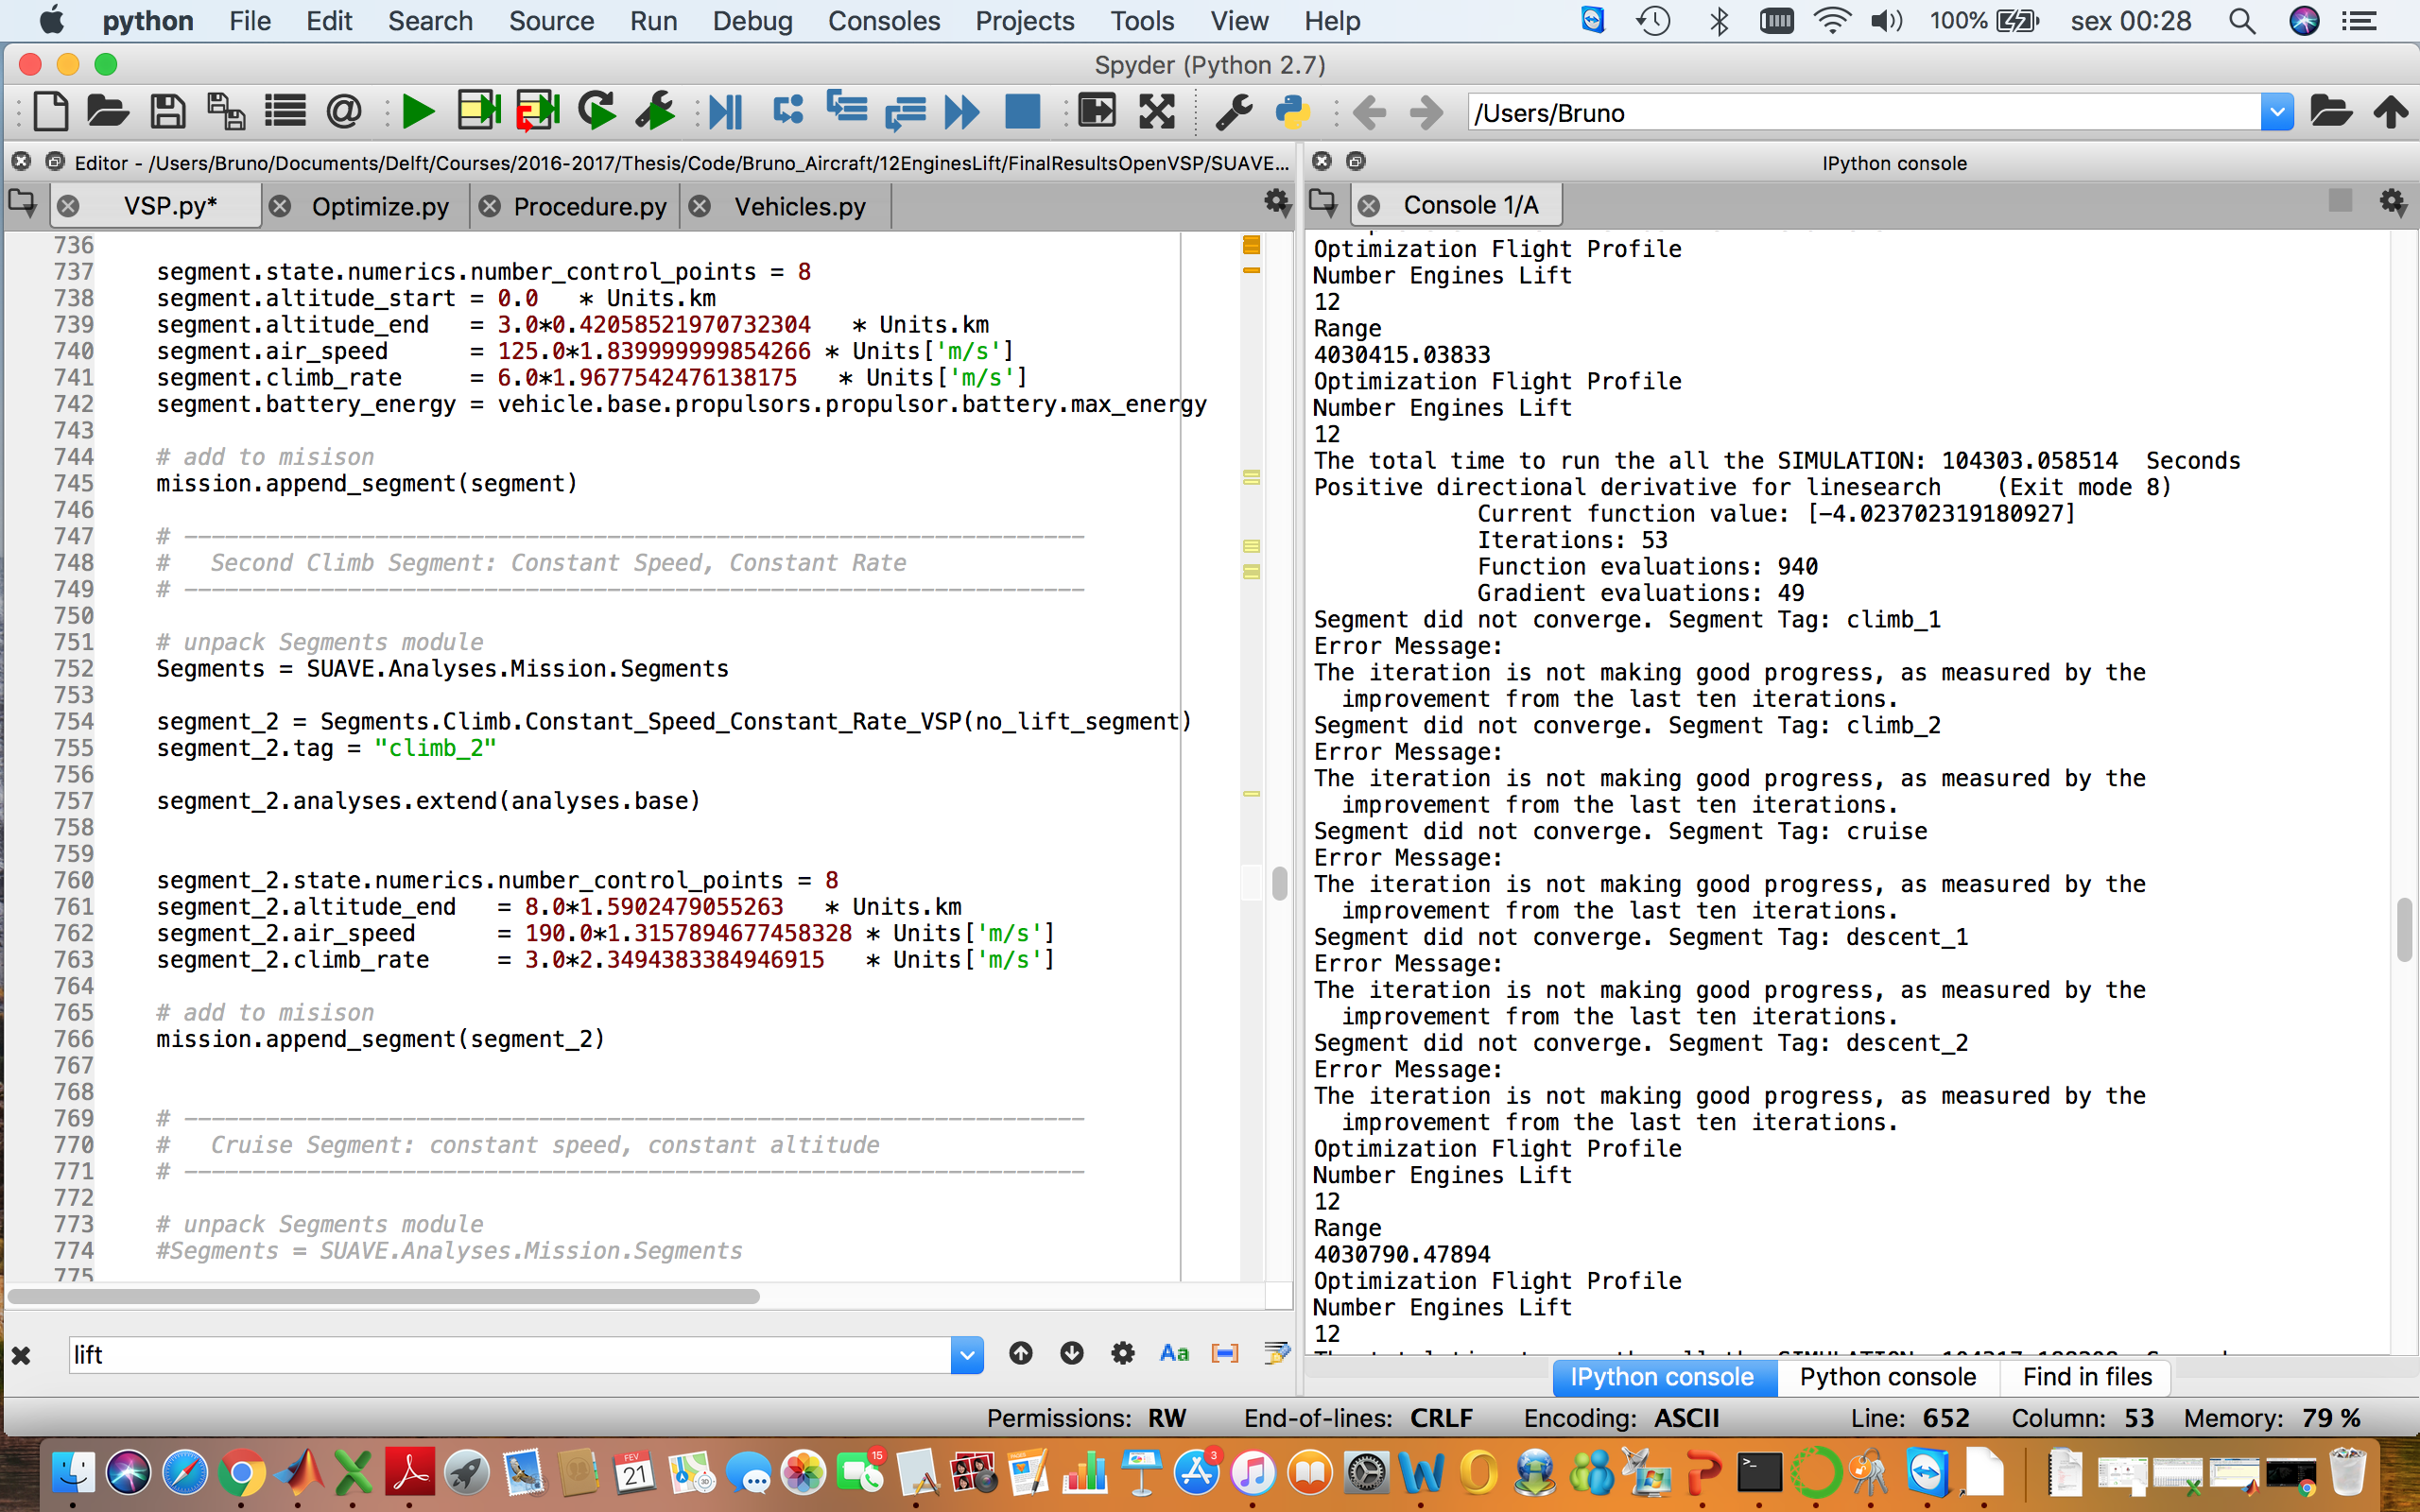 python File Edit Search Source Run Debug Consoles Projects Tools View Help 100% sex 00:28
Spyder (Python 2.7)
/Users/Bruno
Editor - /Users/Bruno/Documents/Delft/Courses/2016-2017/Thesis/Code/Bruno_Aircraft/12EnginesLift/FinalResultsOpenVSP/SUAVE...
VSP.py* Optimize.py Procedure.py Vehicles.py
736
737 segment.state.numerics.number_control_points = 8
738 segment.altitude_start = 0.0 * Units.km
739 segment.altitude_end = 3.0*0.42058521970732304 * Units.km
740 segment.air_speed = 125.0*1.839999999854266 * Units['m/s']
741 segment.climb_rate = 6.0*1.9677542476138175 * Units['m/s']
742 segment.battery_energy = vehicle.base.propulsors.propulsor.battery.max_energy
743
744 # add to misison
745 mission.append_segment(segment)
746
747 # ------------------------------------------------------------------
748 # Second Climb Segment: Constant Speed, Constant Rate
749 # ------------------------------------------------------------------
750
751 # unpack Segments module
752 Segments = SUAVE.Analyses.Mission.Segments
753
754 segment_2 = Segments.Climb.Constant_Speed_Constant_Rate_VSP(no_lift_segment)
755 segment_2.tag = "climb_2"
756
757 segment_2.analyses.extend(analyses.base)
758
759
760 segment_2.state.numerics.number_control_points = 8
761 segment_2.altitude_end = 8.0*1.5902479055263 * Units.km
762 segment_2.air_speed = 190.0*1.3157894677458328 * Units['m/s']
763 segment_2.climb_rate = 3.0*2.3494383384946915 * Units['m/s']
764
765 # add to misison
766 mission.append_segment(segment_2)
767
768
769 # ------------------------------------------------------------------
770 # Cruise Segment: constant speed, constant altitude
771 # ------------------------------------------------------------------
772
773 # unpack Segments module
774 #Segments = SUAVE.Analyses.Mission.Segments
775
lift
Aa
IPython console
Console 1/A
Optimization Flight Profile
Number Engines Lift
12
Range
4030415.03833
Optimization Flight Profile
Number Engines Lift
12
The total time to run the all the SIMULATION: 104303.058514 Seconds
Positive directional derivative for linesearch (Exit mode 8)
Current function value: [-4.023702319180927]
Iterations: 53
Function evaluations: 940
Gradient evaluations: 49
Segment did not converge. Segment Tag: climb_1
Error Message:
The iteration is not making good progress, as measured by the
improvement from the last ten iterations.
Segment did not converge. Segment Tag: climb_2
Error Message:
The iteration is not making good progress, as measured by the
improvement from the last ten iterations.
Segment did not converge. Segment Tag: cruise
Error Message:
The iteration is not making good progress, as measured by the
improvement from the last ten iterations.
Segment did not converge. Segment Tag: descent_1
Error Message:
The iteration is not making good progress, as measured by the
improvement from the last ten iterations.
Segment did not converge. Segment Tag: descent_2
Error Message:
The iteration is not making good progress, as measured by the
improvement from the last ten iterations.
Optimization Flight Profile
Number Engines Lift
12
Range
4030790.47894
Optimization Flight Profile
Number Engines Lift
12
IPython console Python console Find in files
Permissions: RW End-of-lines: CRLF Encoding: ASCII Line: 652 Column: 53 Memory: 79 %
FEV
21
15
3